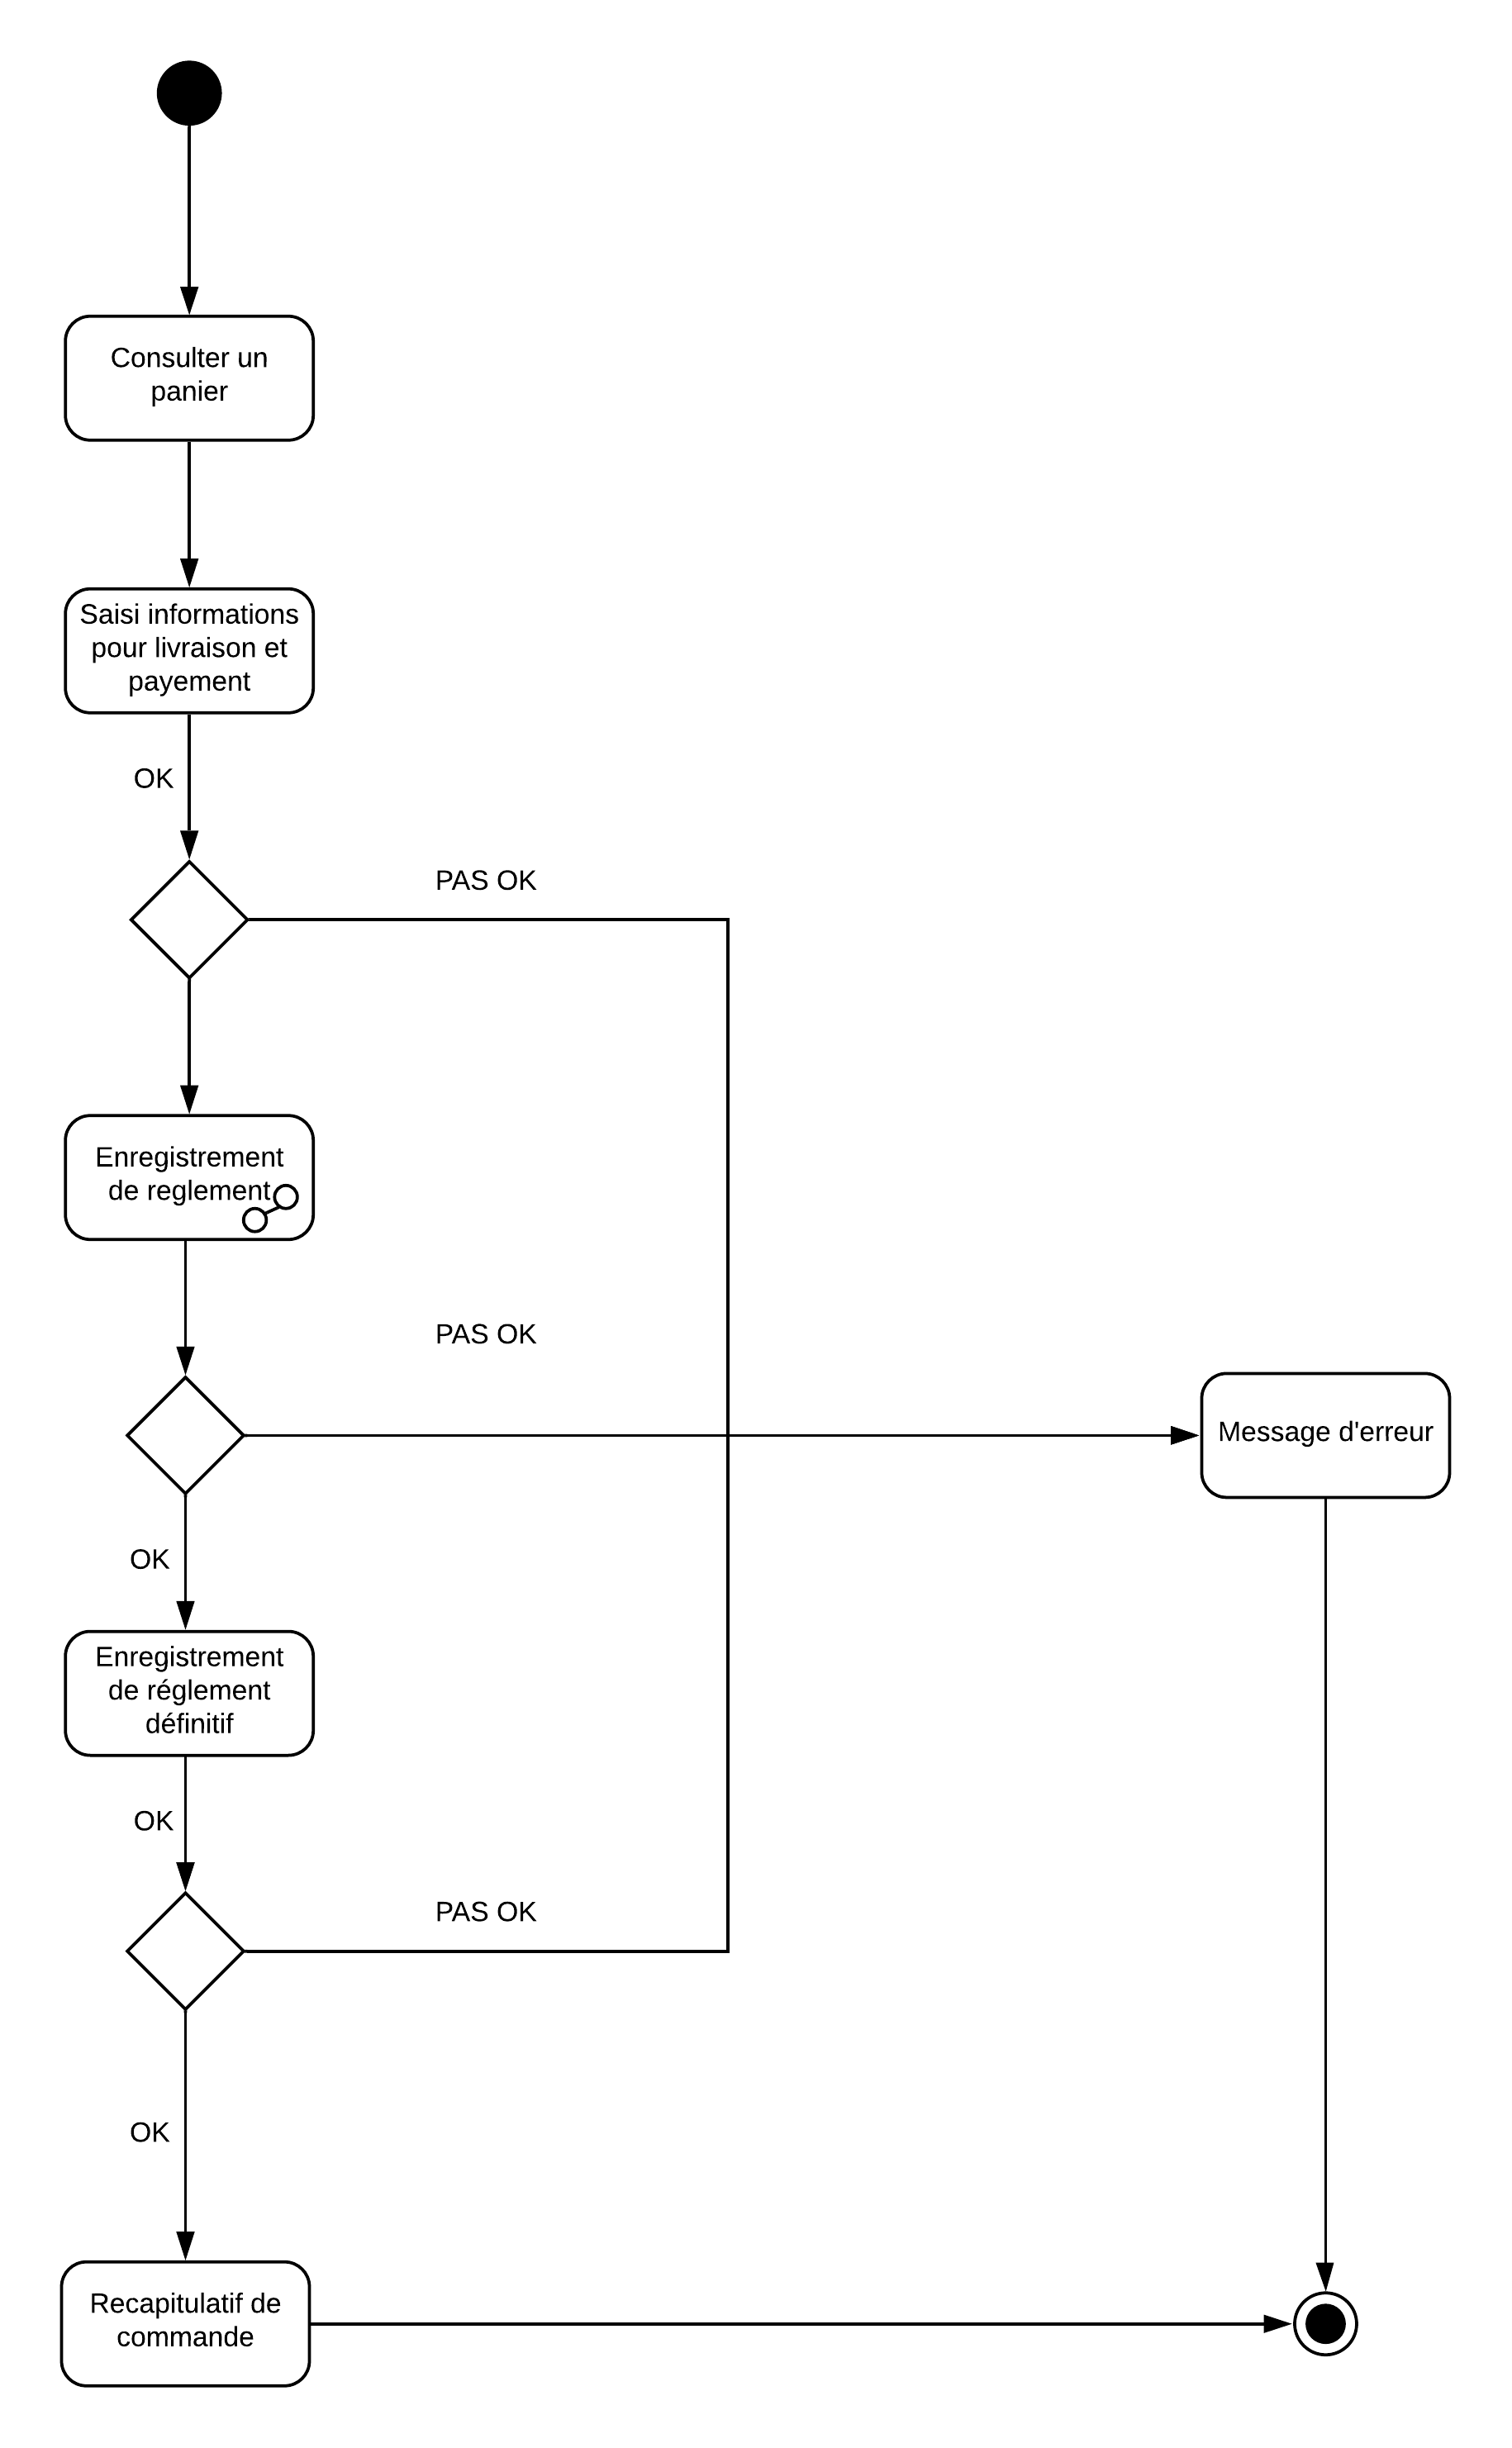 Consulter un
panier
Saisi informations
pour livraison et
payement
OK
PAS OK
Enregistrement
de reglement
PAS OK
Message d'erreur
OK
Enregistrement
de réglement
définitif
OK
PAS OK
OK
Recapitulatif de
commande